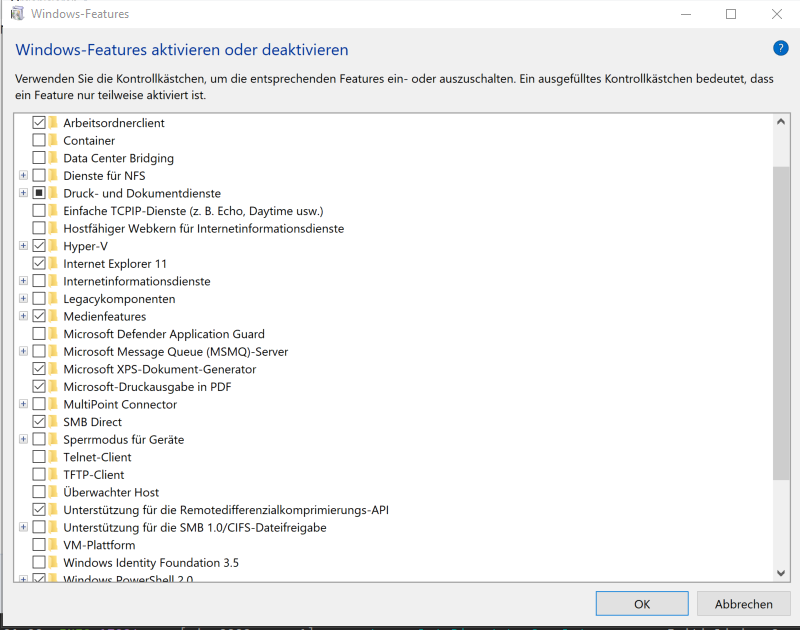 Windows-Features
Windows-Features aktivieren oder deaktivieren
?
Verwenden Sie die Kontrollkästchen, um die entsprechenden Features ein- oder auszuschalten. Ein ausgefülltes Kontrollkästchen bedeutet, dass
ein Feature nur teilweise aktiviert ist.
Arbeitsordnerclient
Container
Data Center Bridging
Dienste für NFS
Druck- und Dokumentdienste
Einfache TCPIP-Dienste (z. B. Echo, Daytime usw.)
Hostfähiger Webkern für Internetinformationsdienste
Hyper-V
Internet Explorer 11
Internetinformationsdienste
Legacykomponenten
Medienfeatures
Microsoft Defender Application Guard
Microsoft Message Queue (MSMQ)-Server
Microsoft XPS-Dokument-Generator
Microsoft-Druckausgabe in PDF
MultiPoint Connector
SMB Direct
Sperrmodus für Geräte
Telnet-Client
TFTP-Client
Überwachter Host
Unterstützung für die Remotedifferenzialkomprimierungs-API
Unterstützung für die SMB 1.0/CIFS-Dateifreigabe
VM-Plattform
Windows Identity Foundation 3.5
Windows PowerShell 2.0
OK
Abbrechen